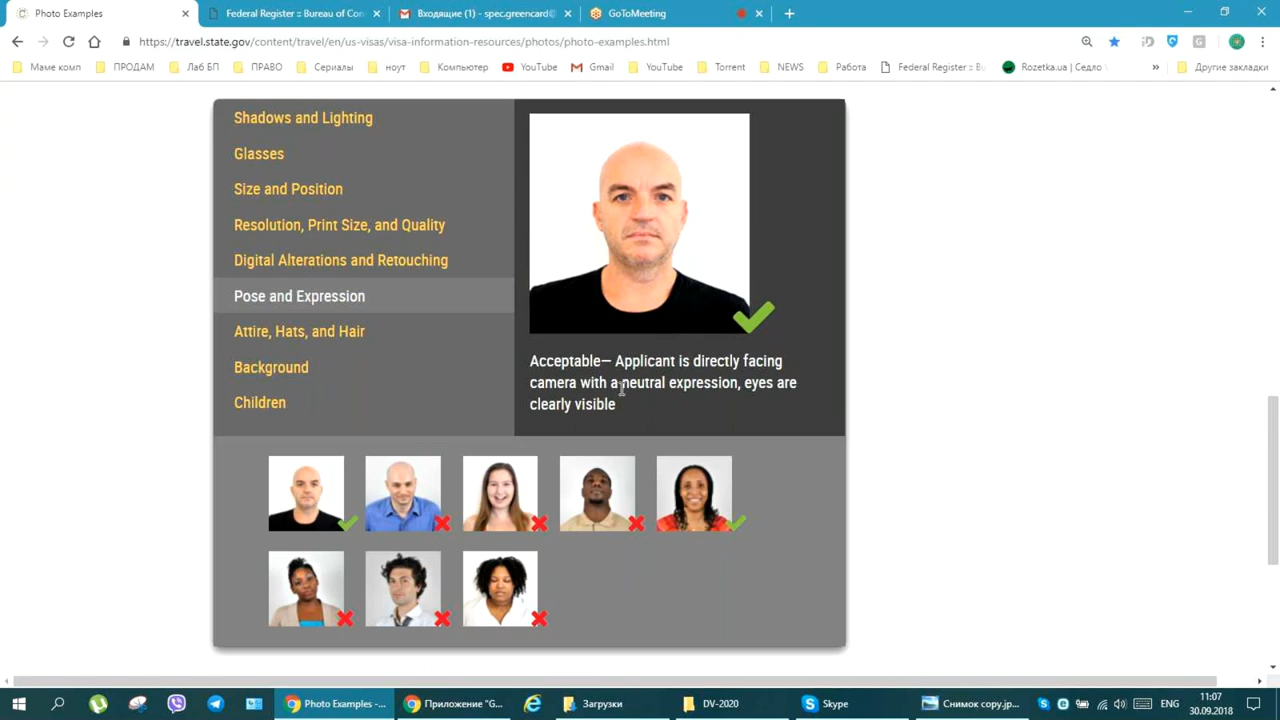 Photo Examples
Federal Register :: Bureau of Con
Входящие (1) - spec.greencard@
GoToMeeting
https://travel.state.gov/content/travel/en/us-visas/visa-information-resources/photos/photo-examples.html
Маме комп
ПРОДАМ
Лаб БП
ПРАВО
Сериалы
ноут
Компьютер
YouTube
Gmail
YouTube
Torrent
NEWS
Работа
Federal Register :: Bu
Rozetka.ua | Седло
»
Другие закладки
Shadows and Lighting
Glasses
Size and Position
Resolution, Print Size, and Quality
Digital Alterations and Retouching
Pose and Expression
Attire, Hats, and Hair
Background
Children
Acceptable— Applicant is directly facing
camera with a neutral expression, eyes are
clearly visible
Photo Examples -...
Приложение "G...
Загрузки
DV-2020
Skype
Снимок copy.jp...
ENG
11:07
30.09.2018